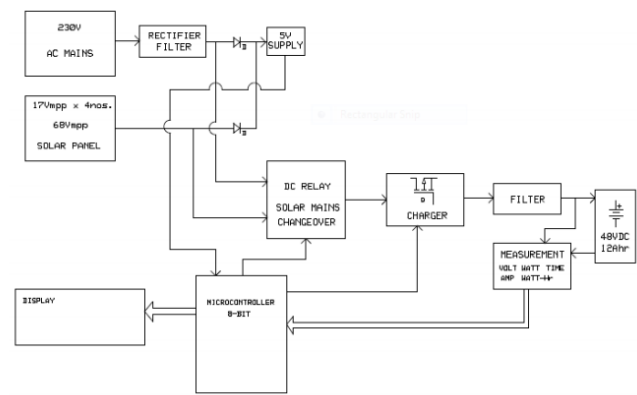 230V
AC MAINS
RECTIFIER
FILTER
5V
SUPPLY
17Vmpp x 4nos.
68Vmpp
SOLAR PANEL
DC RELAY
SOLAR MAINS
CHANGEOVER
CHARGER
FILTER
48VDC
12Ahr
MEASUREMENT
VOLT WATT TIME
AMP WATT-Hr
DISPLAY
MICROCONTROLLER
8-BIT